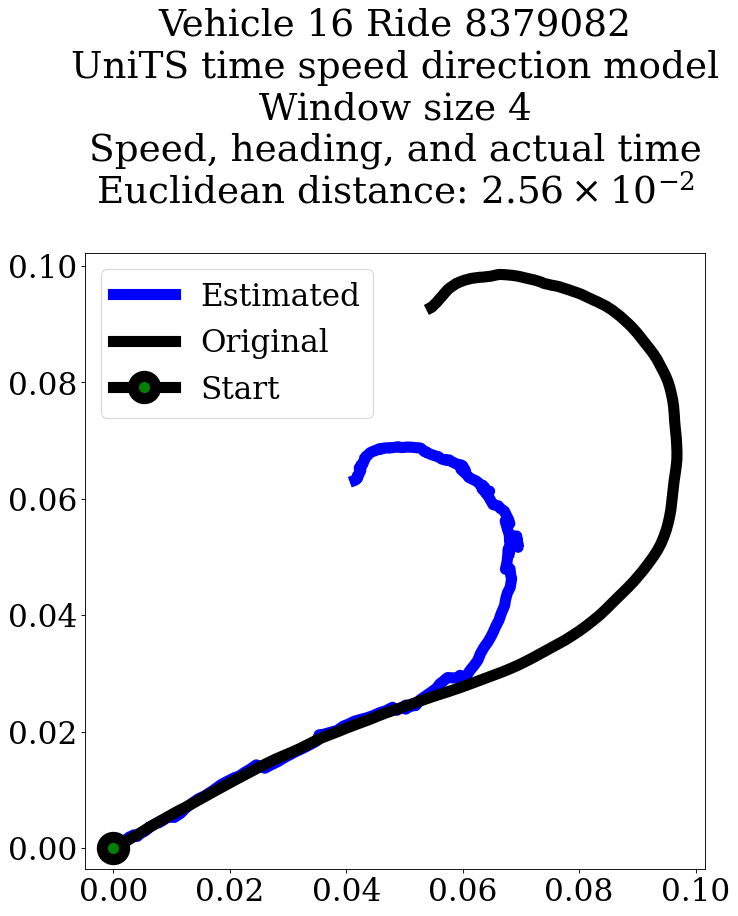 Vehicle 16 Ride 8379082
UniTS time speed direction model
Window size 4
Speed, heading, and actual time
Euclidean distance: 2.56 × 10⁻²
0.10
0.08
0.06
0.04
0.02
0.00
Estimated
Original
Start
0.00 0.02 0.04 0.06 0.08 0.10